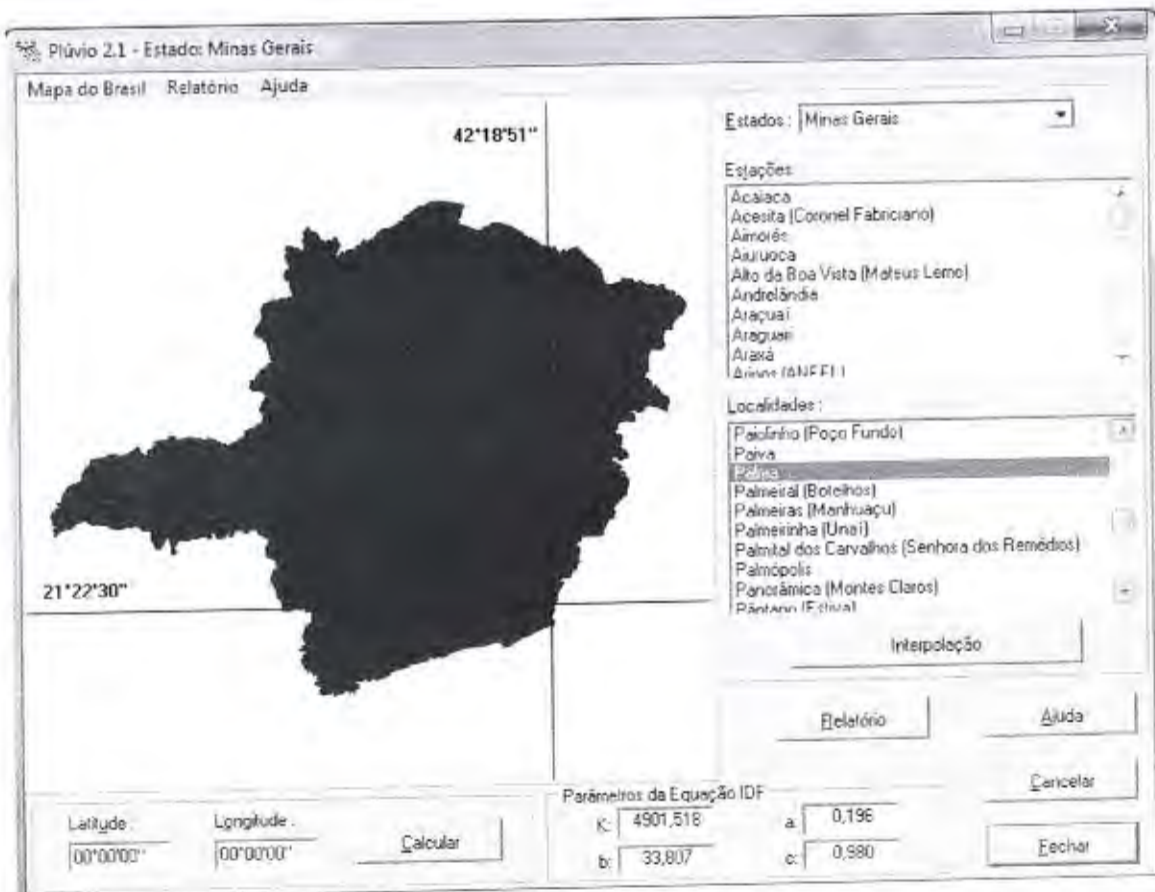 Plúvio 2.1 - Estado: Minas Gerais
Mapa do Brasil Relatório Ajuda
42°18'51"
21°22'30"
Estados : Minas Gerais
Estações
Acaiaca
Acesita (Coronel Fabriciano)
Aimorés
Aiuruoca
Alto da Boa Vista (Mateus Leme)
Andrelândia
Araçuaí
Araguari
Araxá
Arinos (ANEEL)
Localidades :
Paiolinho (Poço Fundo)
Paiva
Palma
Palmeiral (Botelhos)
Palmeiras (Manhuaçu)
Palmeirinha (Unaí)
Palmital dos Carvalhos (Senhora dos Remédios)
Palmópolis
Panorâmica (Montes Claros)
Pântano (Estiva)
Interpolação
Relatório Ajuda
Cancelar
Fechar
Latitude : Longitude :
00°00'00" 00°00'00" Calcular
Parâmetros da Equação IDF
K: 4901,518 a: 0,196
b: 33,807 c: 0,980